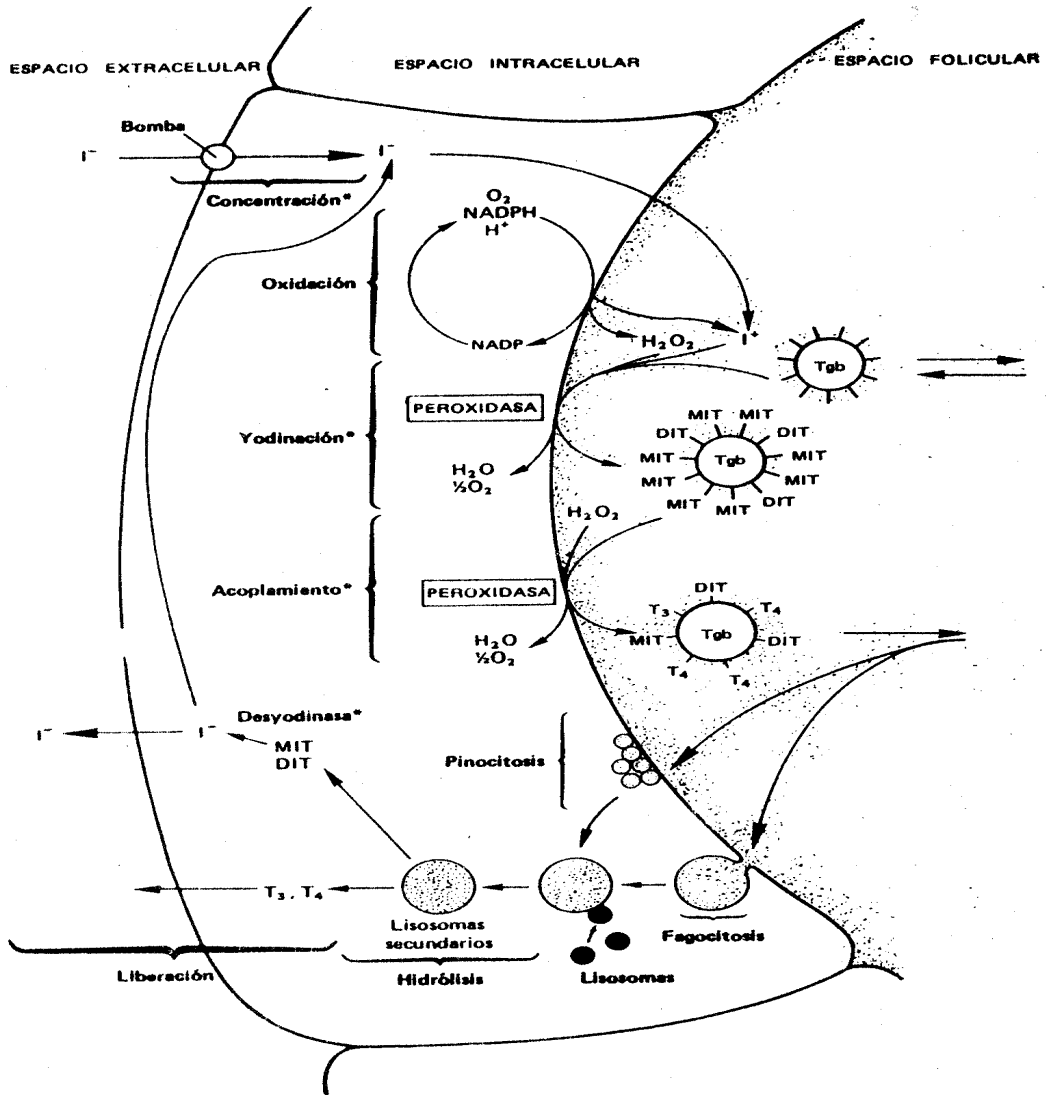 ESPACIO EXTRACELULAR
ESPACIO INTRACELULAR
ESPACIO FOLICULAR
Bomba
I⁻
I⁻
Concentración*
O₂
NADPH
H⁺
Oxidación
NADP
H₂O₂
I⁺
Tgb
PEROXIDASA
Yodinación*
MIT MIT
DIT DIT
MIT Tgb MIT
MIT MIT
MIT MIT DIT
H₂O
½O₂
H₂O₂
Acoplamiento*
PEROXIDASA
DIT
T₃ T₄
MIT Tgb DIT
T₄ T₄
H₂O
½O₂
Desyodinasa*
I⁻ I⁻
MIT
DIT
Pinocitosis
T₃, T₄
Lisosomas
secundarios
Fagocitosis
Liberación
Hidrólisis
Lisosomas